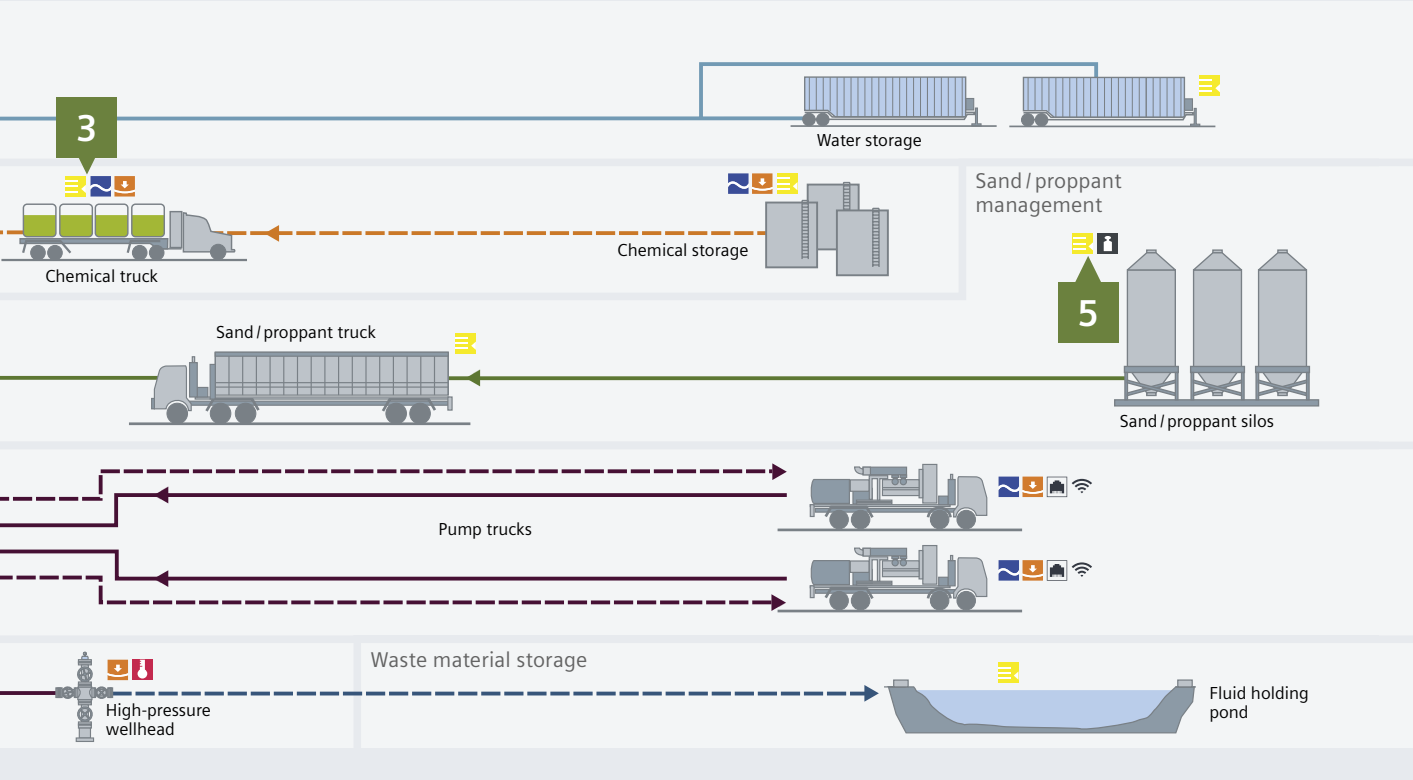 3
Water storage
Sand / proppant
management
Chemical storage
Chemical truck
5
Sand / proppant truck
Sand / proppant silos
Pump trucks
Waste material storage
High-pressure
wellhead
Fluid holding
pond